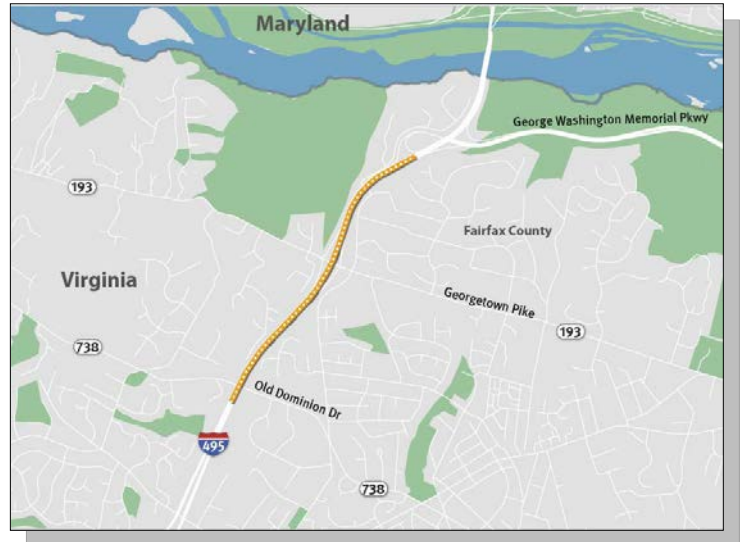 Maryland
George Washington Memorial Pkwy
193
Fairfax County
Virginia
Georgetown Pike
193
738
Old Dominion Dr
495
738